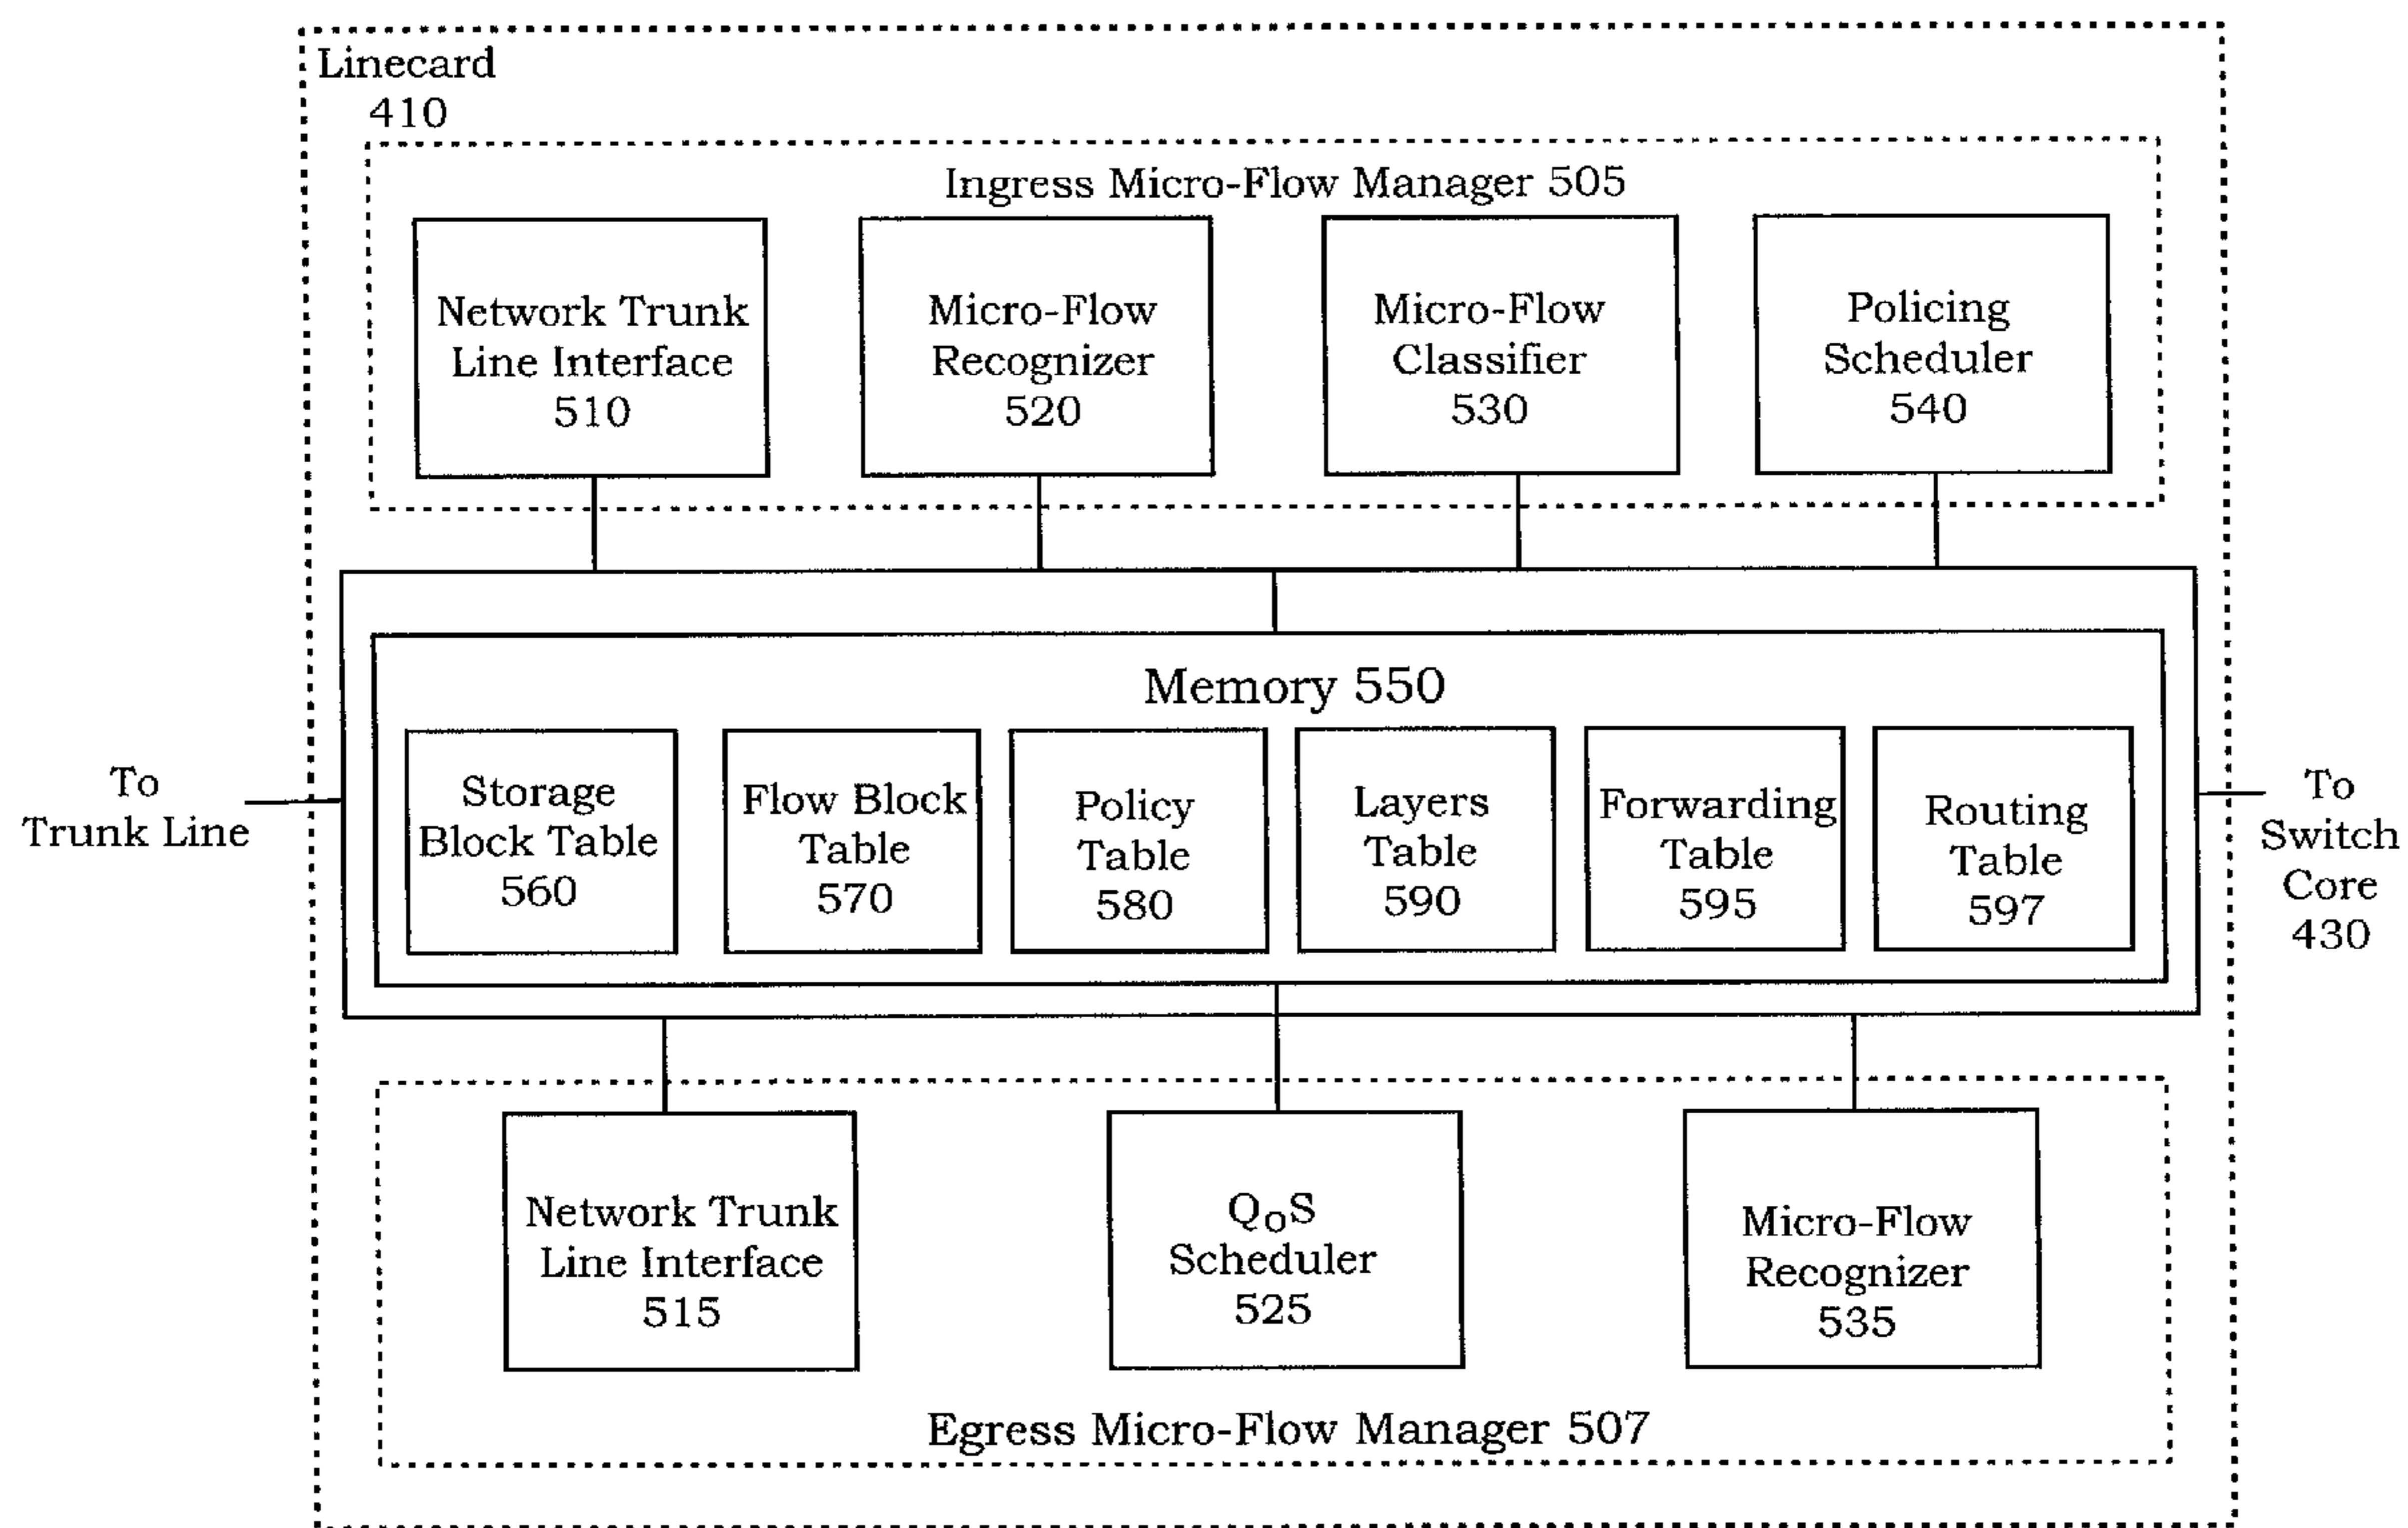 Linecard
410
Ingress Micro-Flow Manager 505
Network Trunk
Line Interface
510
Micro-Flow
Recognizer
520
Micro-Flow
Classifier
530
Policing
Scheduler
540
To
Trunk Line
Memory 550
Storage
Block Table
560
Flow Block
Table
570
Policy
Table
580
Layers
Table
590
Forwarding
Table
595
Routing
Table
597
To
Switch
Core
430
Network Trunk
Line Interface
515
QoS
Scheduler
525
Micro-Flow
Recognizer
535
Egress Micro-Flow Manager 507